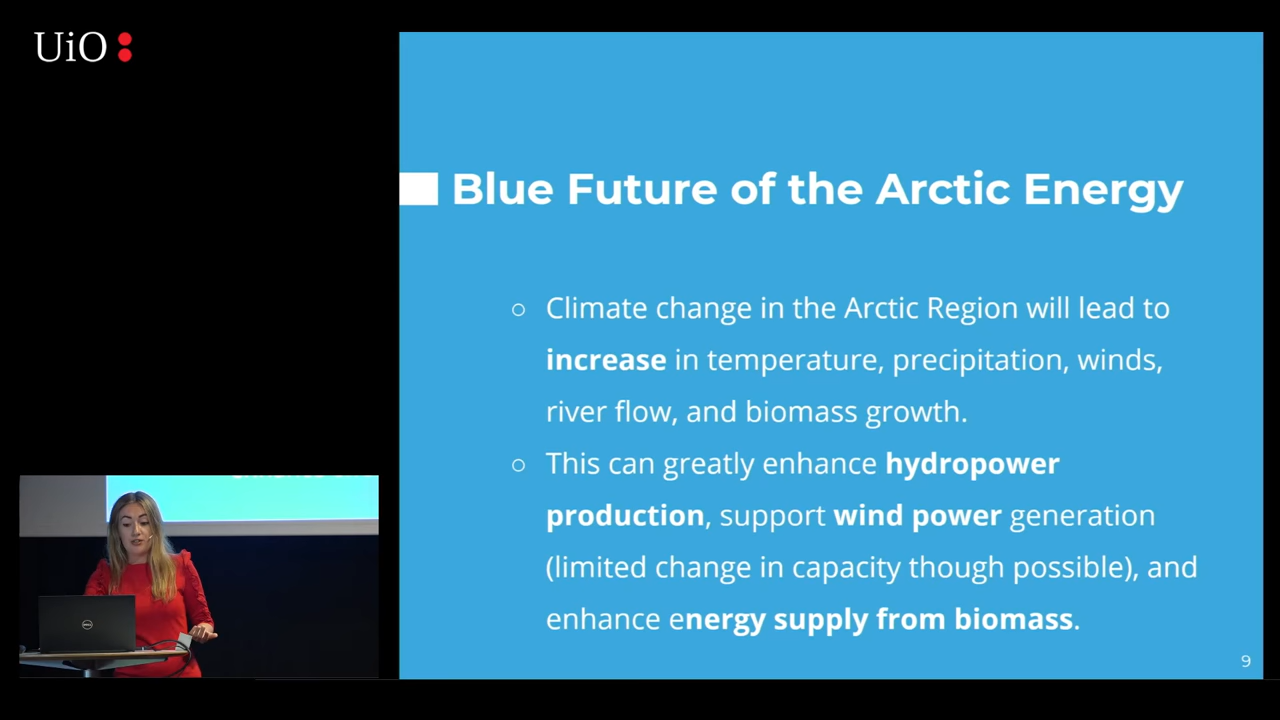 UiO
Blue Future of the Arctic Energy
○ Climate change in the Arctic Region will lead to
increase in temperature, precipitation, winds,
river flow, and biomass growth.
○ This can greatly enhance hydropower
production, support wind power generation
(limited change in capacity though possible), and
enhance energy supply from biomass.
9
DELL